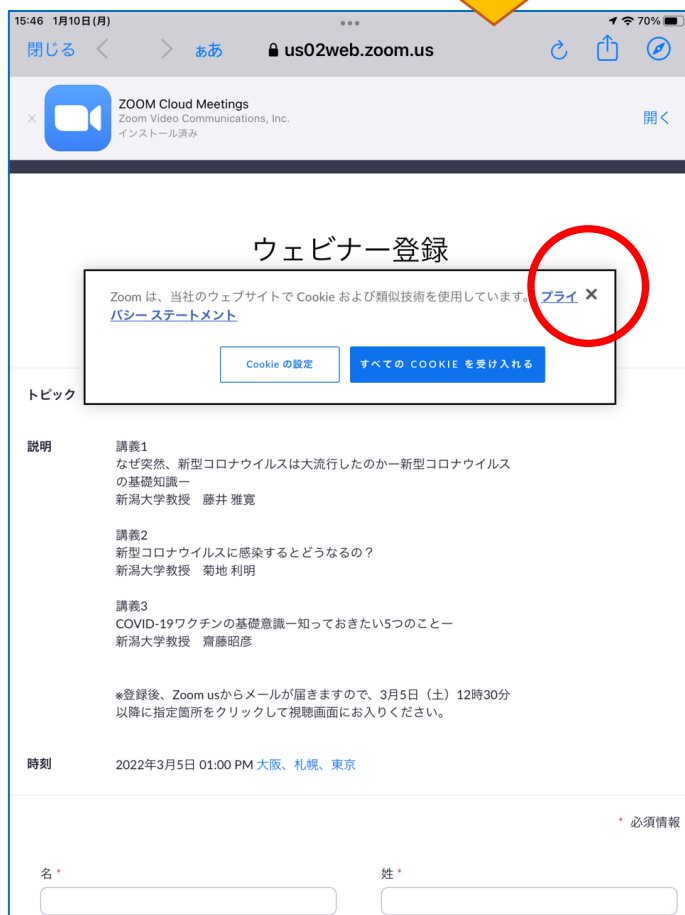 15:46 1月10日(月)
70%
閉じる ぁあ us02web.zoom.us
ZOOM Cloud Meetings
Zoom Video Communications, Inc.
インストール済み
開く
ウェビナー登録
Zoom は、当社のウェブサイトで Cookie および類似技術を使用しています。 プライ
バシー ステートメント
Cookie の設定
すべての COOKIE を受け入れる
トピック
説明
講義1
なぜ突然、新型コロナウイルスは大流行したのかー新型コロナウイルス
の基礎知識ー
新潟大学教授 藤井 雅寛
講義2
新型コロナウイルスに感染するとどうなるの？
新潟大学教授 菊地 利明
講義3
COVID-19ワクチンの基礎意識ー知っておきたい5つのことー
新潟大学教授 齋藤昭彦
※登録後、Zoom usからメールが届きますので、3月5日（土）12時30分
以降に指定箇所をクリックして視聴画面にお入りください。
時刻
2022年3月5日 01:00 PM 大阪、札幌、東京
* 必須情報
名*
姓*